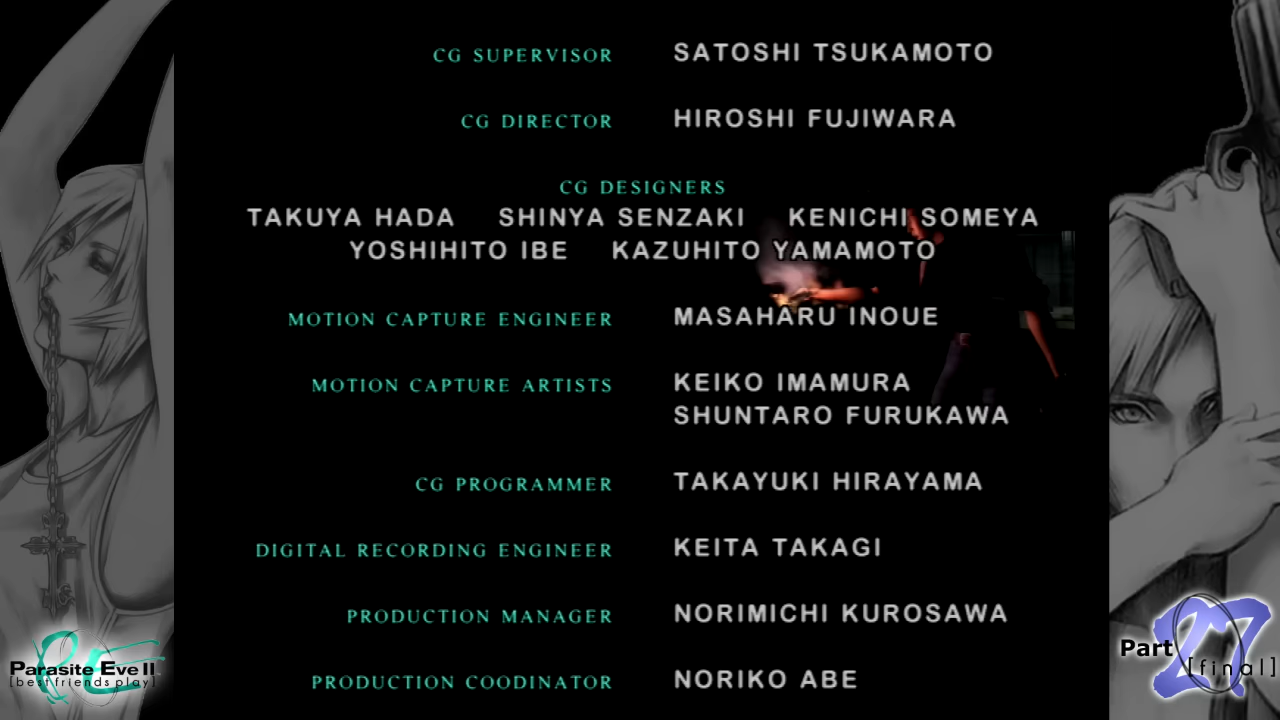 CG SUPERVISOR SATOSHI TSUKAMOTO
CG DIRECTOR HIROSHI FUJIWARA
CG DESIGNERS
TAKUYA HADA SHINYA SENZAKI KENICHI SOMEYA
YOSHIHITO IBE KAZUHITO YAMAMOTO
MOTION CAPTURE ENGINEER MASAHARU INOUE
MOTION CAPTURE ARTISTS KEIKO IMAMURA
SHUNTARO FURUKAWA
CG PROGRAMMER TAKAYUKI HIRAYAMA
DIGITAL RECORDING ENGINEER KEITA TAKAGI
PRODUCTION MANAGER NORIMICHI KUROSAWA
PRODUCTION COODINATOR NORIKO ABE
Parasite Eve II
[best friends play]
Part 27
[final]